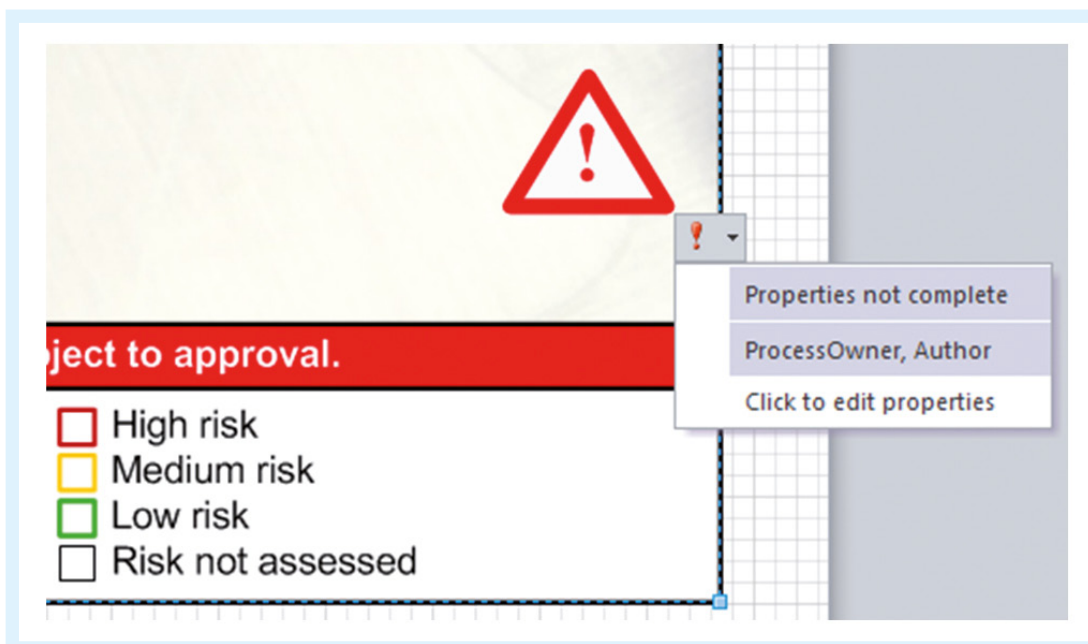 !
Properties not complete
ProcessOwner, Author
Click to edit properties
ject to approval.
High risk
Medium risk
Low risk
Risk not assessed